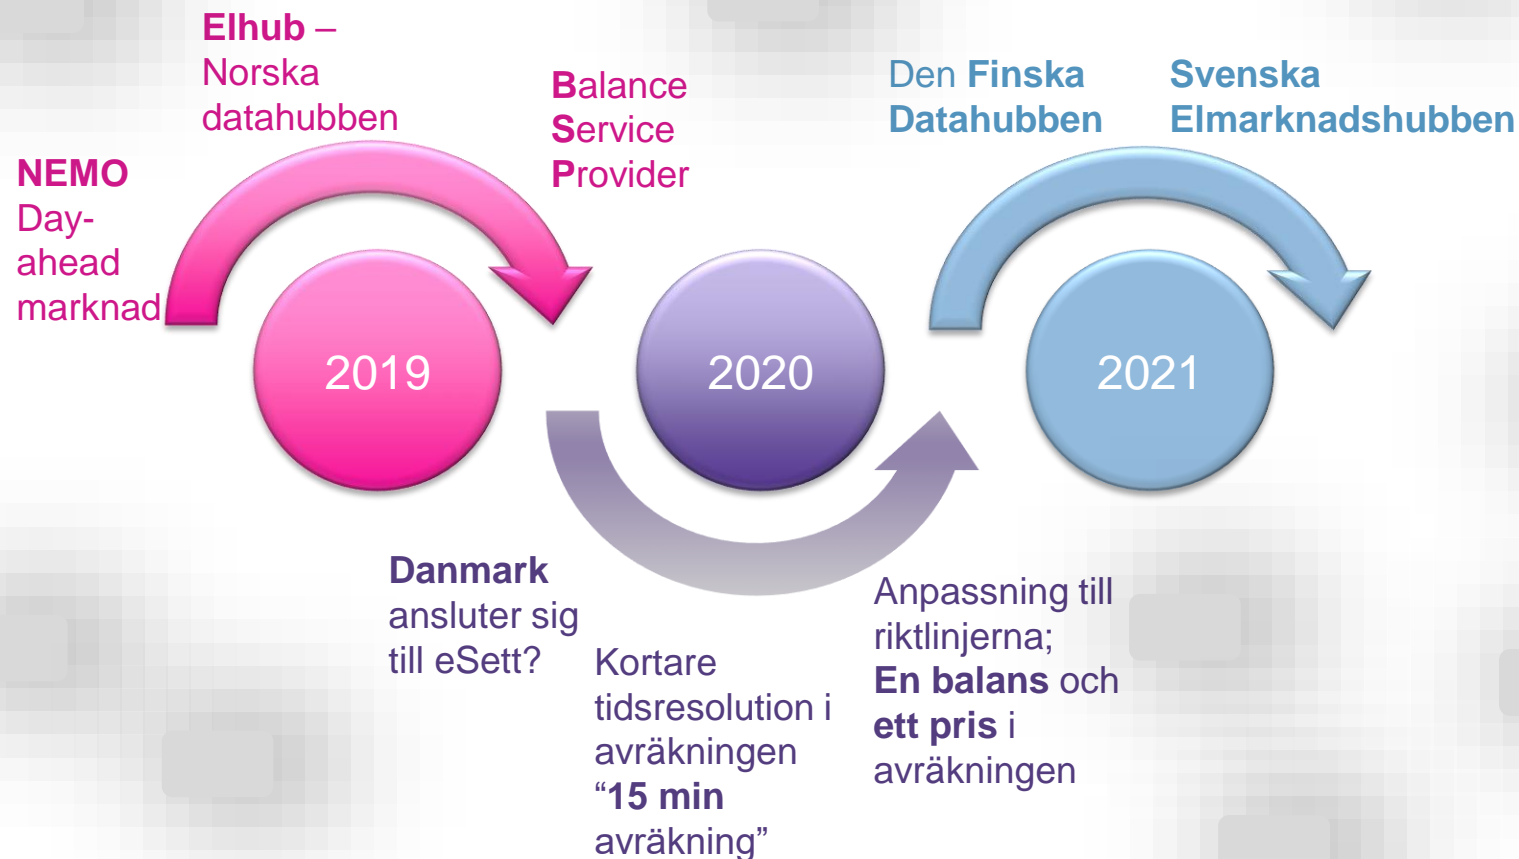 Elhub –
Norska
datahubben
NEMO
Day-
ahead
marknad
Balance
Service
Provider
Den Finska
Datahubben
Svenska
Elmarknadshubben
2019
2020
2021
Danmark
ansluter sig
till eSett?
Kortare
tidsresolution i
avräkningen
“15 min
avräkning”
Anpassning till
riktlinjerna;
En balans och
ett pris i
avräkningen